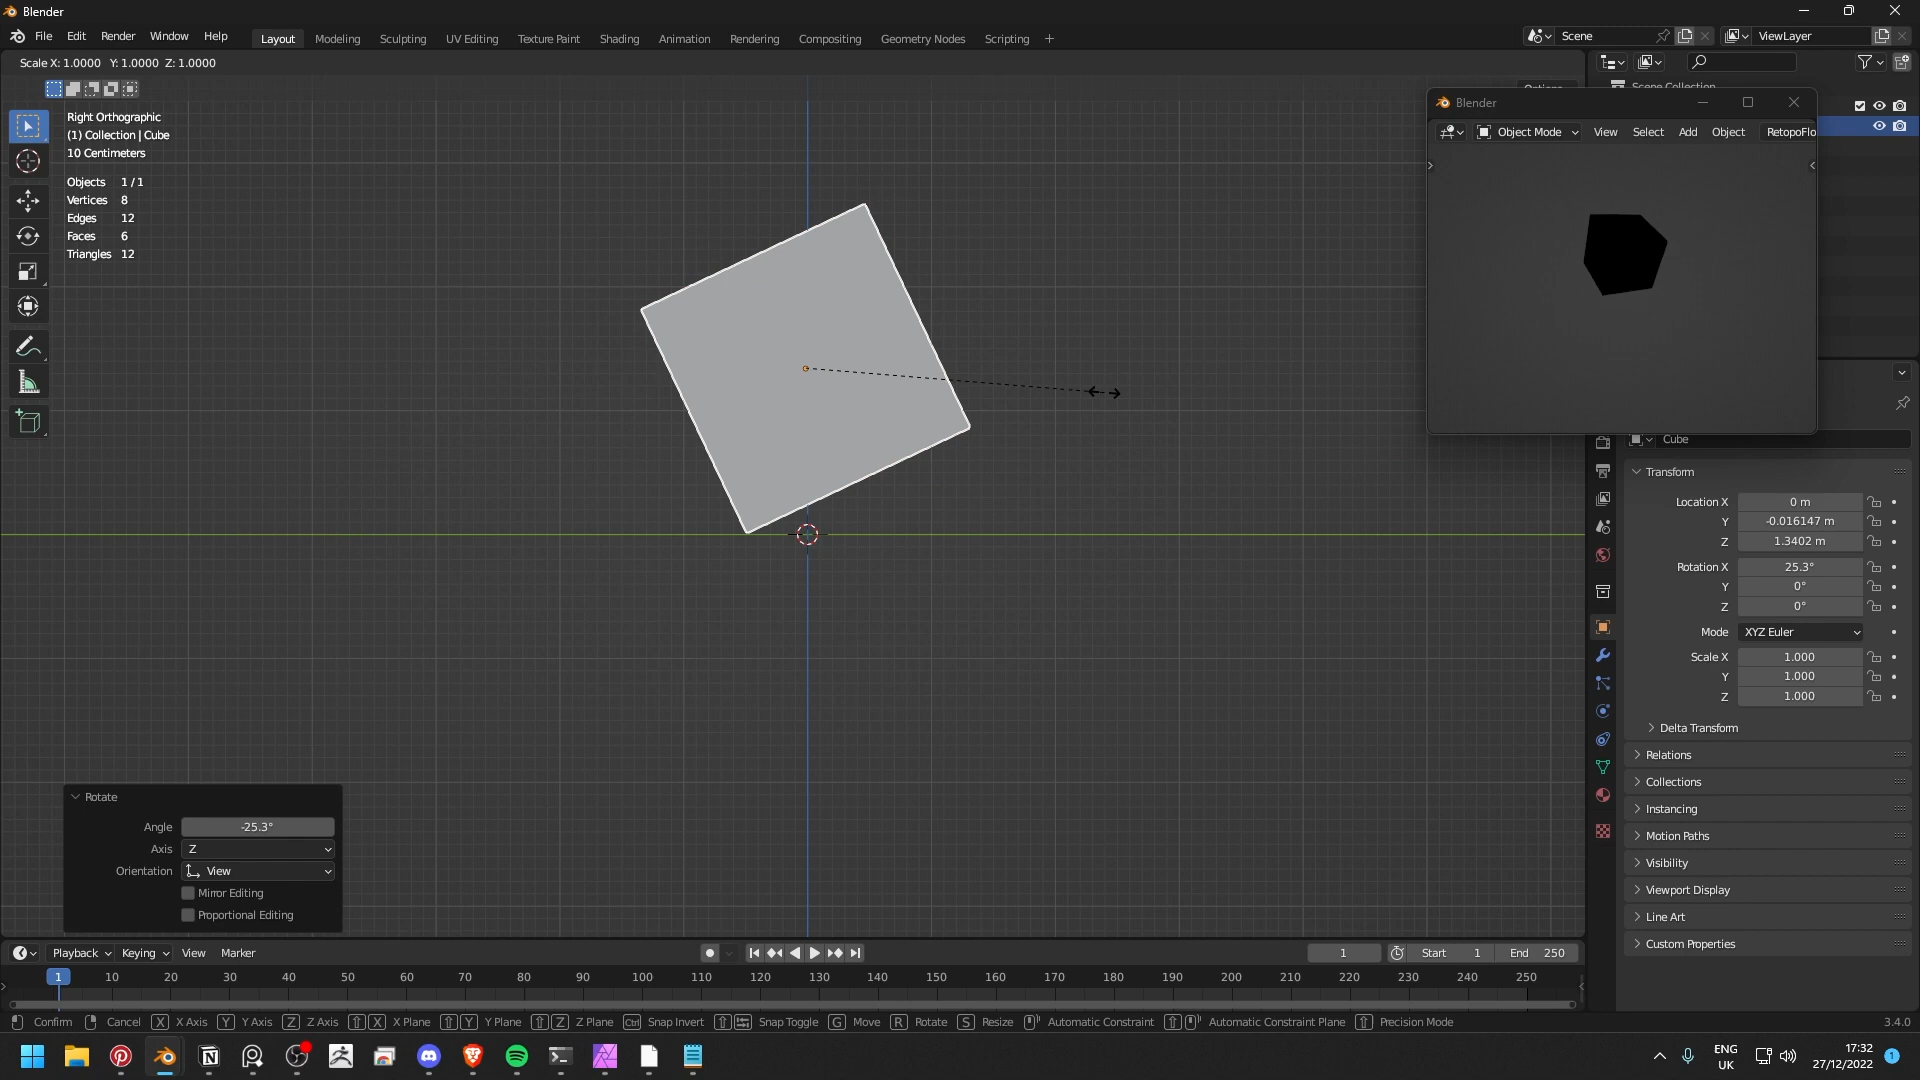 Blender
File Edit Render Window Help Layout Modeling Sculpting UV Editing Texture Paint Shading Animation Rendering Compositing Geometry Nodes Scripting + Scene ViewLayer
Scale X: 1.0000 Y: 1.0000 Z: 1.0000
Right Orthographic
(1) Collection | Cube
10 Centimeters
Objects 1/1
Vertices 8
Edges 12
Faces 6
Triangles 12
Blender
Object Mode View Select Add Object RetopoFlo
Cube
Transform
Location X 0 m
Y -0.016147 m
Z 1.3402 m
Rotation X 25.3°
Y 0°
Z 0°
Mode XYZ Euler
Scale X 1.000
Y 1.000
Z 1.000
Delta Transform
Relations
Collections
Instancing
Motion Paths
Visibility
Viewport Display
Line Art
Custom Properties
Rotate
Angle -25.3°
Axis Z
Orientation View
Mirror Editing
Proportional Editing
Playback Keying View Marker 1 Start 1 End 250
1 10 20 30 40 50 60 70 80 90 100 110 120 130 140 150 160 170 180 190 200 210 220 230 240 250
Confirm Cancel X X Axis Y Y Axis Z Z Axis X X Plane Y Y Plane Z Z Plane Ctrl Snap Invert Snap Toggle G Move R Rotate S Resize Automatic Constraint Automatic Constraint Plane Precision Mode 3.4.0
ENG
UK
17:32
27/12/2022
1